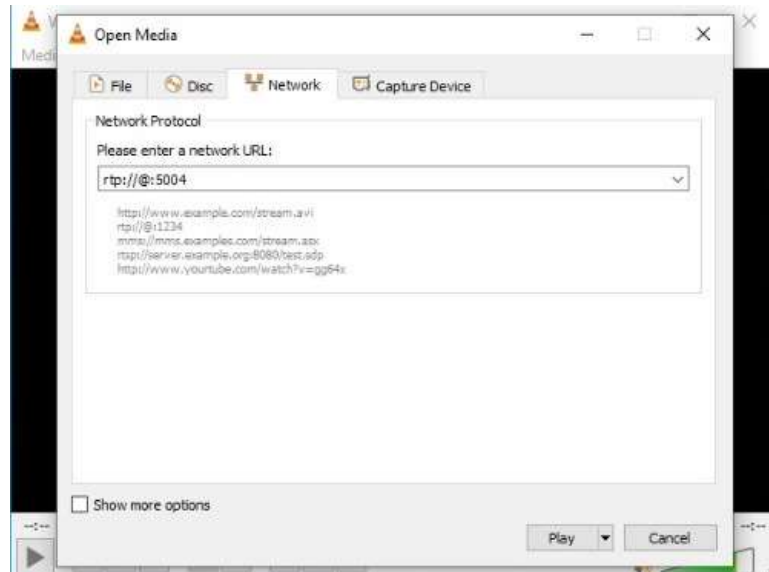 Open Media
Medi
File Disc Network Capture Device
Network Protocol
Please enter a network URL:
rtp://@:5004
http://www.example.com/stream.avi
rtp://@:1234
mms://mms.examples.com/stream.asx
rtsp://server.example.org:8080/test.sdp
http://www.yourtube.com/watch?v=gg64x
Show more options
--:-- --:--
Play Cancel